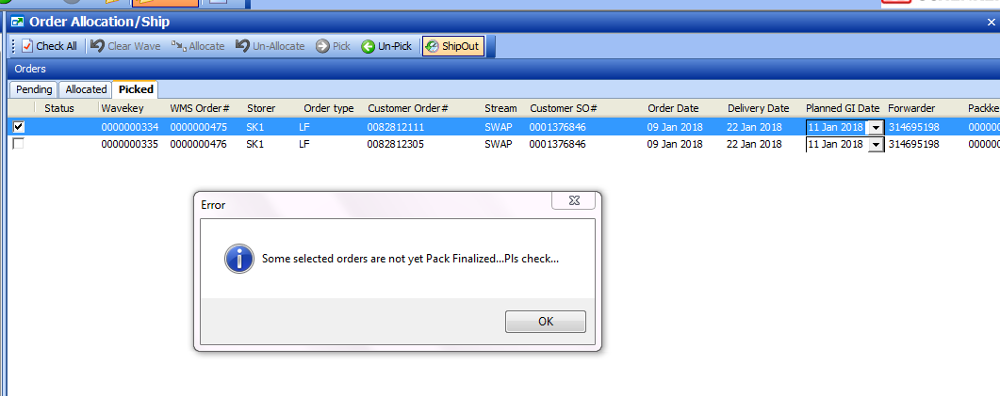 Order Allocation/Ship
Check All Clear Wave Allocate Un-Allocate Pick Un-Pick ShipOut
Orders
Pending Allocated Picked
Status Wavekey WMS Order# Storer Order type Customer Order# Stream Customer SO# Order Date Delivery Date Planned GI Date Forwarder Packke
0000000334 0000000475 SK1 LF 0082812111 SWAP 0001376846 09 Jan 2018 22 Jan 2018 11 Jan 2018 314695198 000000
0000000335 0000000476 SK1 LF 0082812305 SWAP 0001376846 09 Jan 2018 22 Jan 2018 11 Jan 2018 314695198 000000
Error
Some selected orders are not yet Pack Finalized...Pls check...
OK